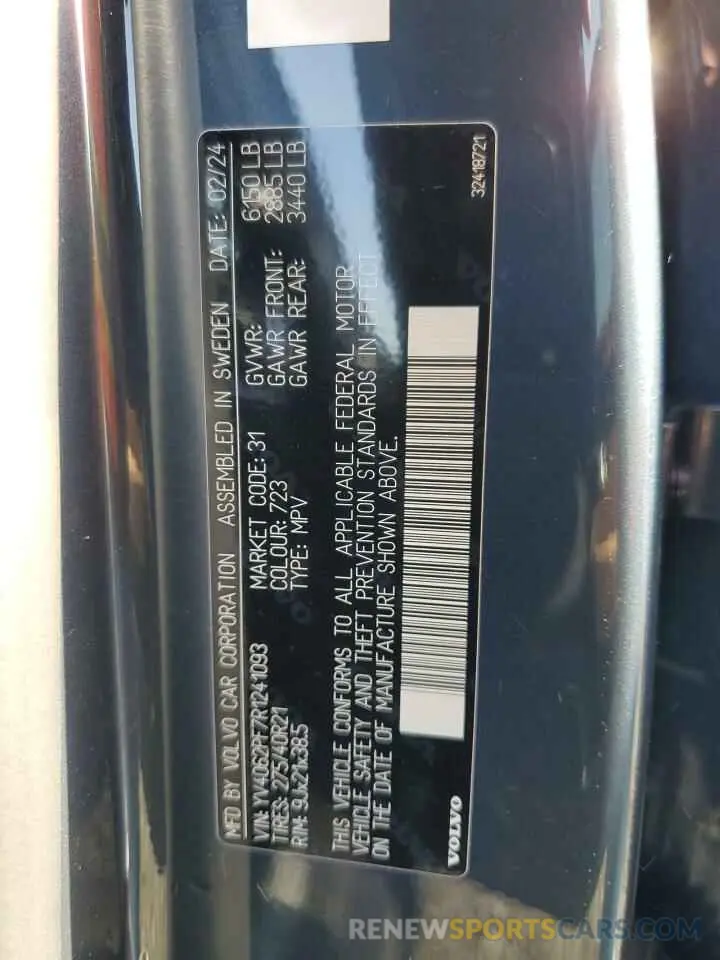 MFD BY VOLVO CAR CORPORATION ASSEMBLED IN SWEDEN DATE: 02/24
VIN: YV4062PF7R1241093 MARKET CODE: 31 GVWR: 6150 LB
TIRES: 275/40R21 COLOUR: 723 GAWR FRONT: 2885 LB
RIM: 9Jx21x38.5 TYPE: MPV GAWR REAR: 3440 LB
THIS VEHICLE CONFORMS TO ALL APPLICABLE FEDERAL MOTOR
VEHICLE SAFETY AND THEFT PREVENTION STANDARDS IN EFFECT
ON THE DATE OF MANUFACTURE SHOWN ABOVE.
VOLVO 32418721
RENEWSPORTSCARS.COM